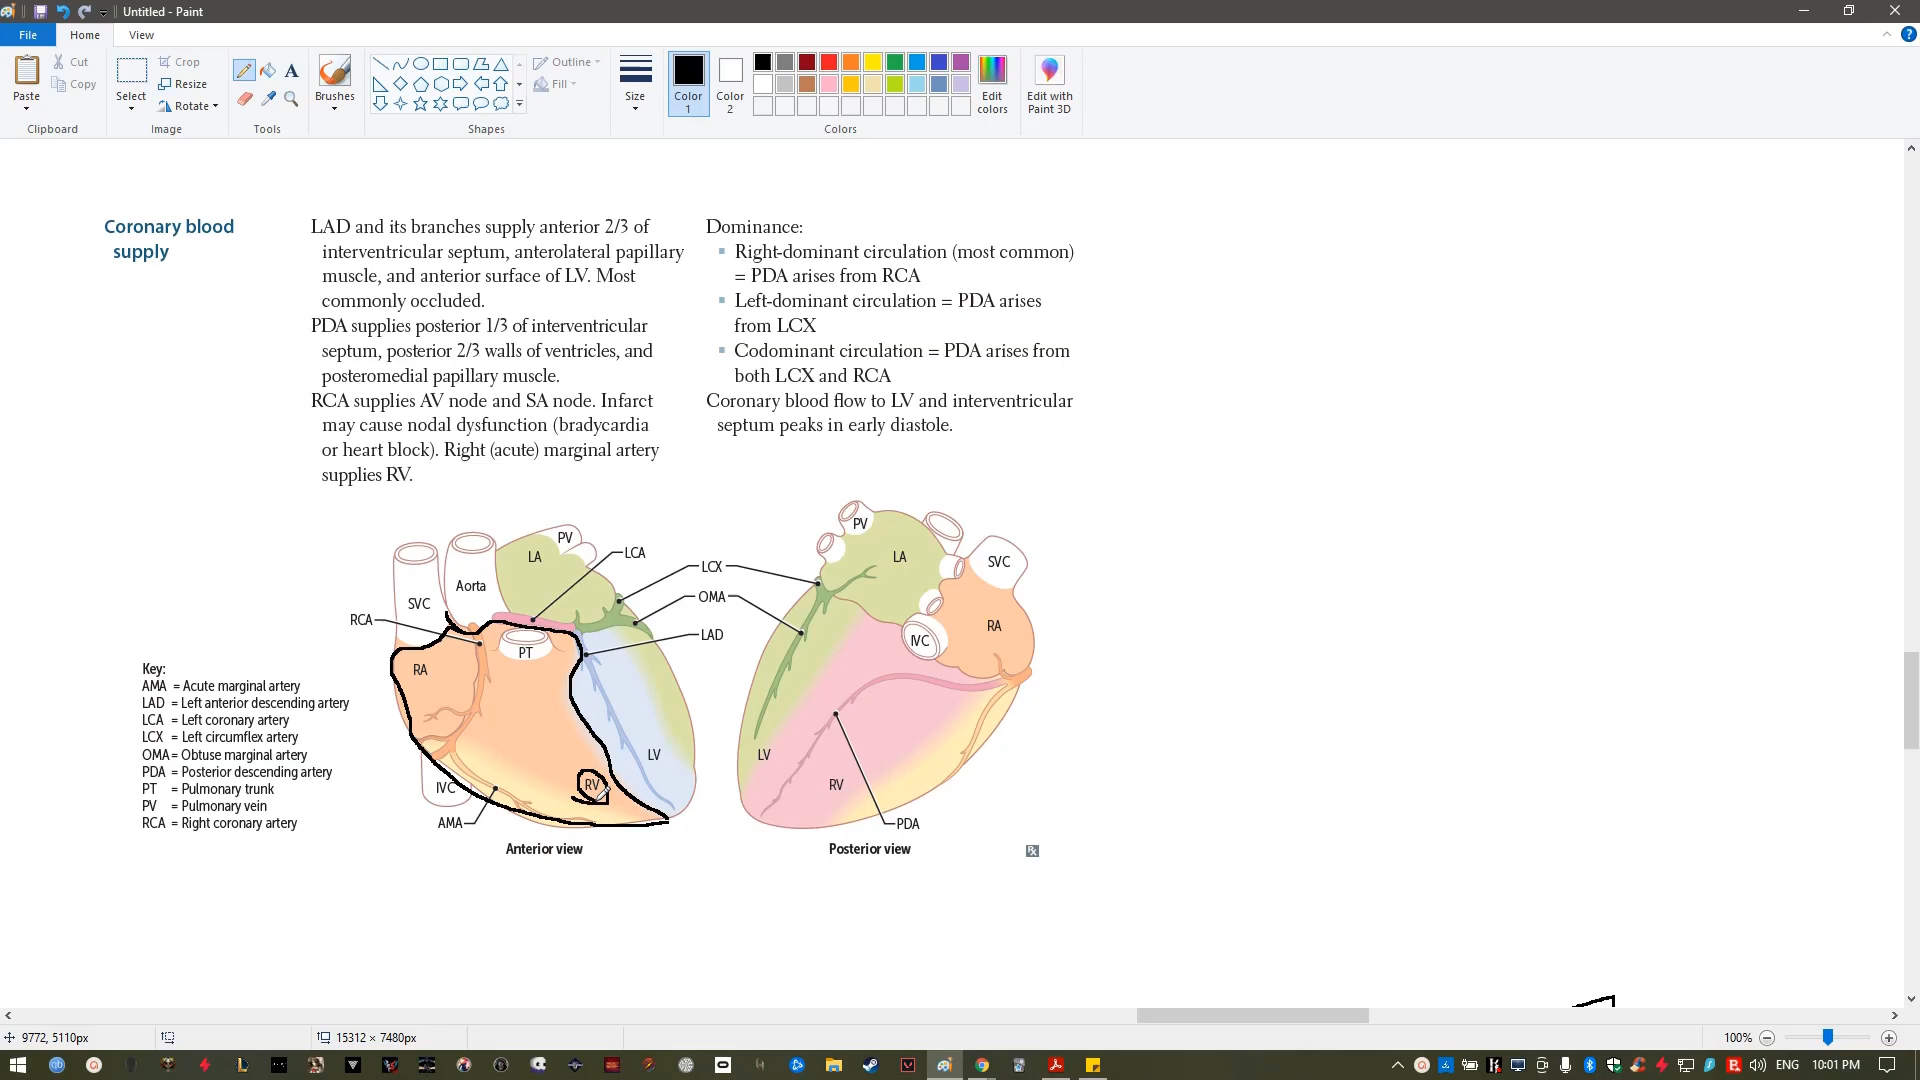 Untitled - Paint
File
Home
View
Paste
Cut
Copy
Clipboard
Select
Crop
Resize
Rotate
Image
Tools
Brushes
Shapes
Outline
Fill
Size
Color
1
Color
2
Edit
colors
Edit with
Paint 3D
Colors
Coronary blood
supply
LAD and its branches supply anterior 2/3 of
interventricular septum, anterolateral papillary
muscle, and anterior surface of LV. Most
commonly occluded.
PDA supplies posterior 1/3 of interventricular
septum, posterior 2/3 walls of ventricles, and
posteromedial papillary muscle.
RCA supplies AV node and SA node. Infarct
may cause nodal dysfunction (bradycardia
or heart block). Right (acute) marginal artery
supplies RV.
Dominance:
Right-dominant circulation (most common)
= PDA arises from RCA
Left-dominant circulation = PDA arises
from LCX
Codominant circulation = PDA arises from
both LCX and RCA
Coronary blood flow to LV and interventricular
septum peaks in early diastole.
PV
LA
LCA
Aorta
SVC
RCA
LCX
OMA
LAD
PT
RA
LV
RV
IVC
AMA
Anterior view
PV
LA
SVC
RA
IVC
LV
RV
PDA
Posterior view
Rx
Key:
AMA = Acute marginal artery
LAD = Left anterior descending artery
LCA = Left coronary artery
LCX = Left circumflex artery
OMA = Obtuse marginal artery
PDA = Posterior descending artery
PT = Pulmonary trunk
PV = Pulmonary vein
RCA = Right coronary artery
9772, 5110px
15312 × 7480px
100%
ENG
10:01 PM